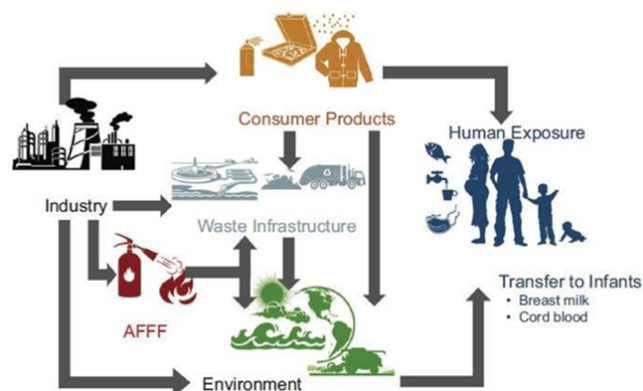 Consumer Products
Human Exposure
Industry
Waste Infrastructure
Transfer to Infants
• Breast milk
• Cord blood
AFFF
Environment